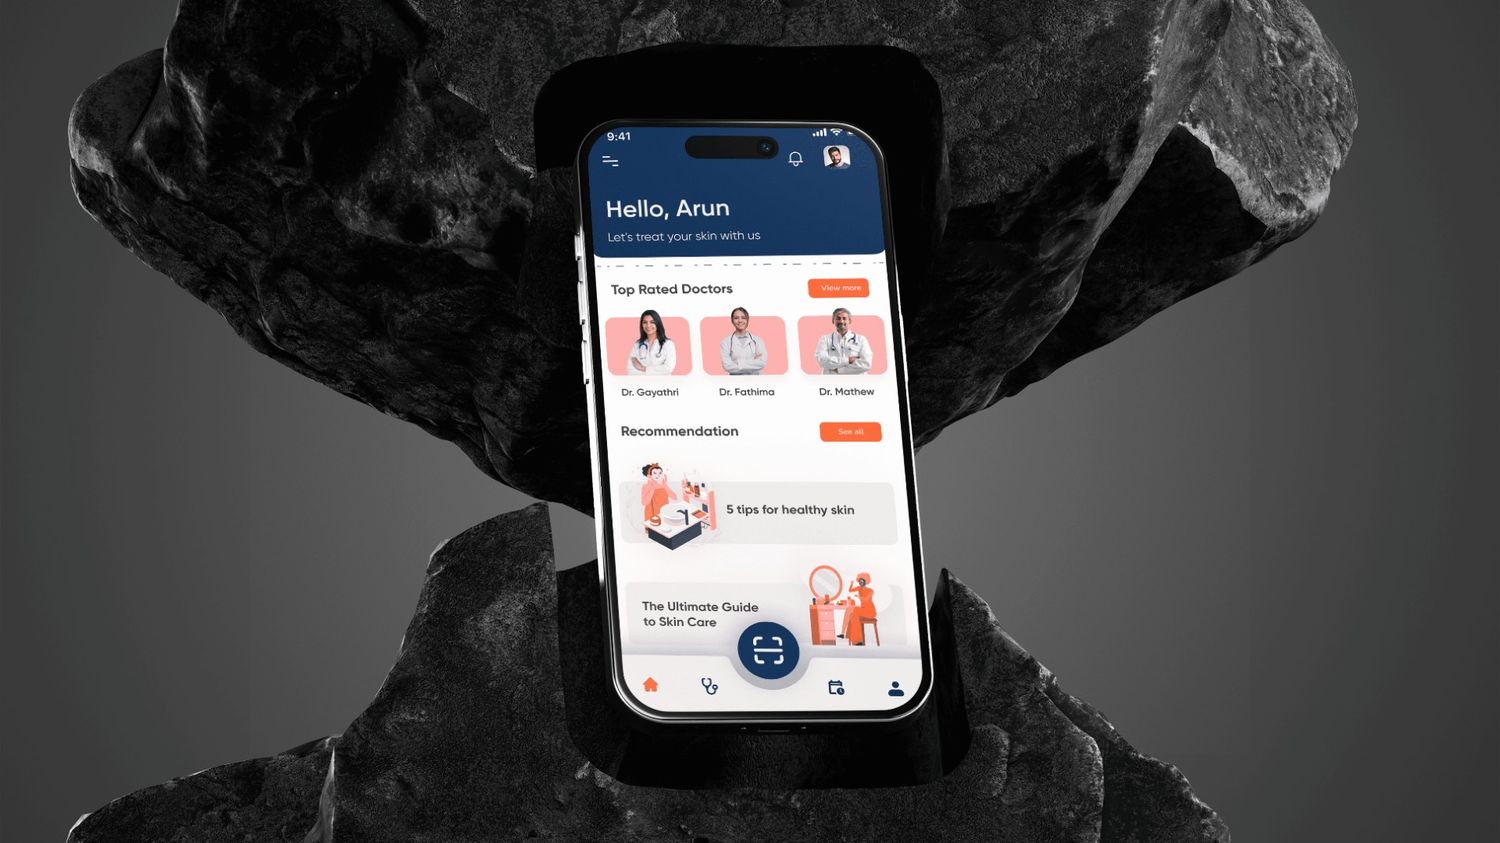 9:41
Hello, Arun
Let's treat your skin with us
Top Rated Doctors
View more
Dr. Gayathri
Dr. Fathima
Dr. Mathew
Recommendation
See all
5 tips for healthy skin
The Ultimate Guide
to Skin Care